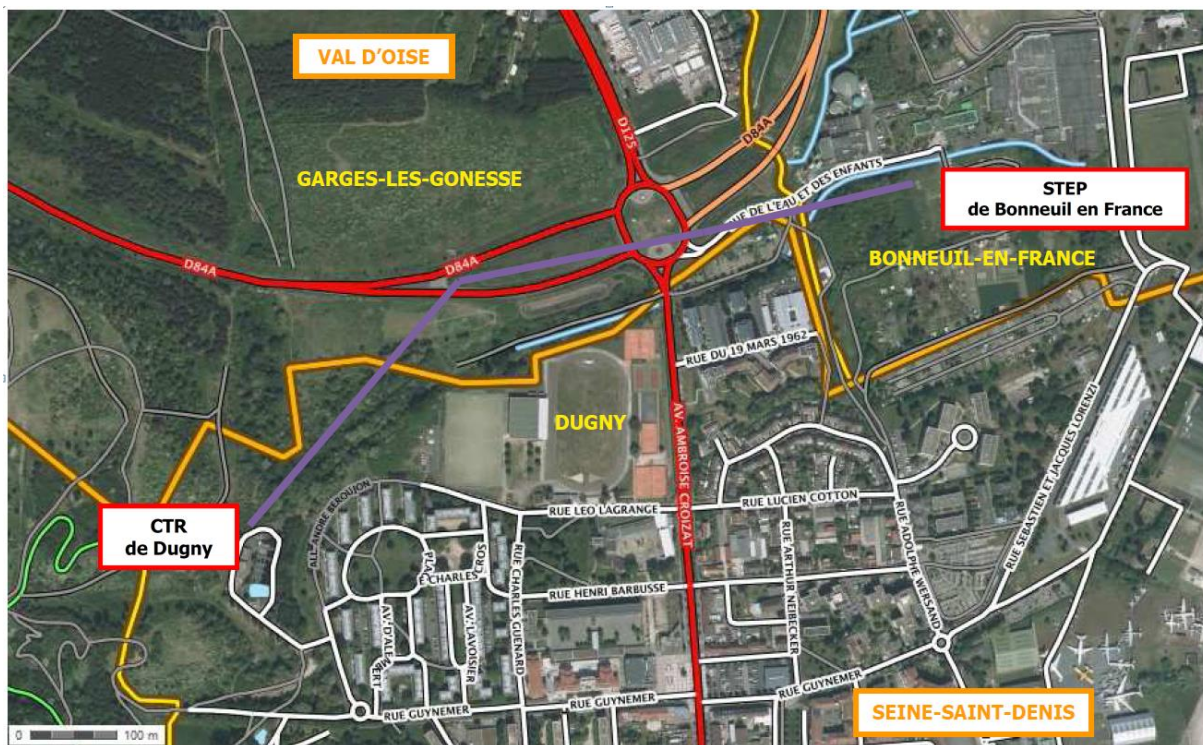 VAL D'OISE
D125
D84A
GARGES-LES-GONESSE
RUE DE L'EAU ET DES ENFANTS
STEP
de Bonneuil en France
D84A
D84A
BONNEUIL-EN-FRANCE
RUE DU 19 MARS 1962
DUGNY
AV. AMBROISE CROIZAT
RUE SEBASTIEN ET JACQUES LORENZI
CTR
de Dugny
ALL. ANDRE BEROUJON
RUE LEO LAGRANGE
RUE LUCIEN COTTON
PLACE CHARLES CROS
RUE CHARLES GUENARD
RUE HENRI BARBUSSE
RUE ARTHUR NEIBECKER
RUE ADOLPHE WERSAND
AV. D'ALEMBERT
AV. LAVOISIER
RUE GUYNEMER
RUE GUYNEMER
RUE GUYNEMER
SEINE-SAINT-DENIS
0 100 m